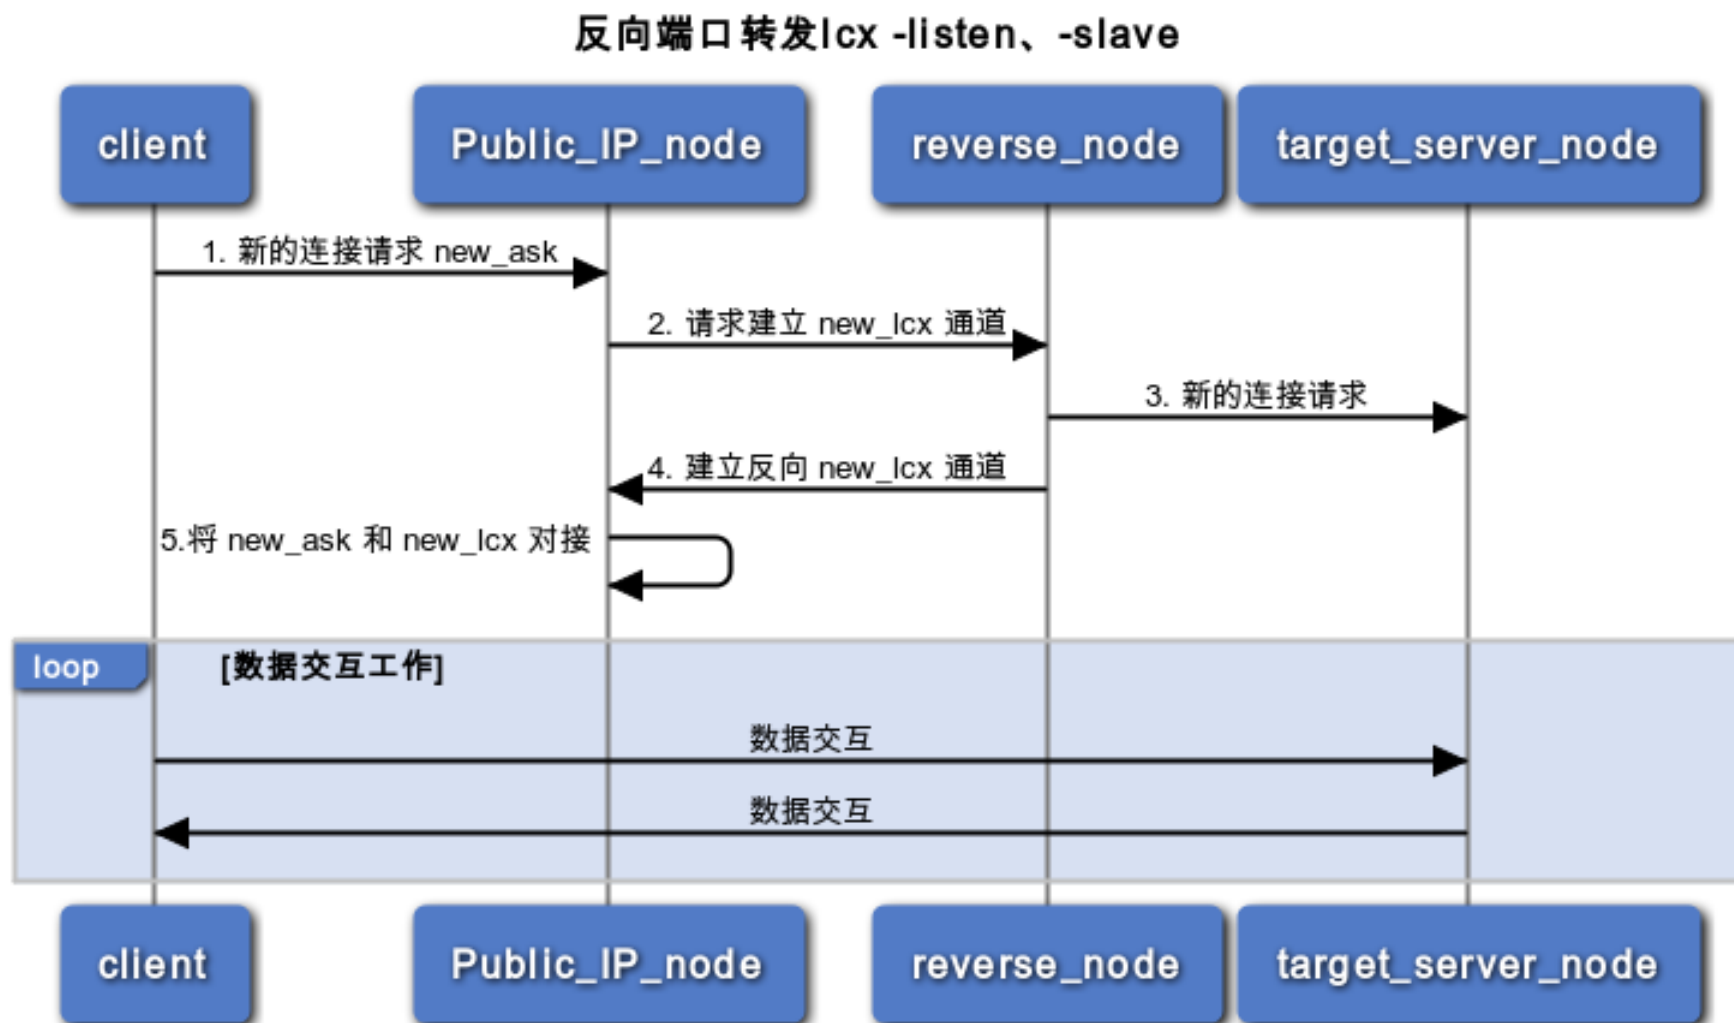 反向端口转发lcx -listen、-slave
client
Public_IP_node
reverse_node
target_server_node
1. 新的连接请求 new_ask
2. 请求建立 new_lcx 通道
3. 新的连接请求
4. 建立反向 new_lcx 通道
5.将 new_ask 和 new_lcx 对接
loop
[数据交互工作]
数据交互
数据交互
client
Public_IP_node
reverse_node
target_server_node